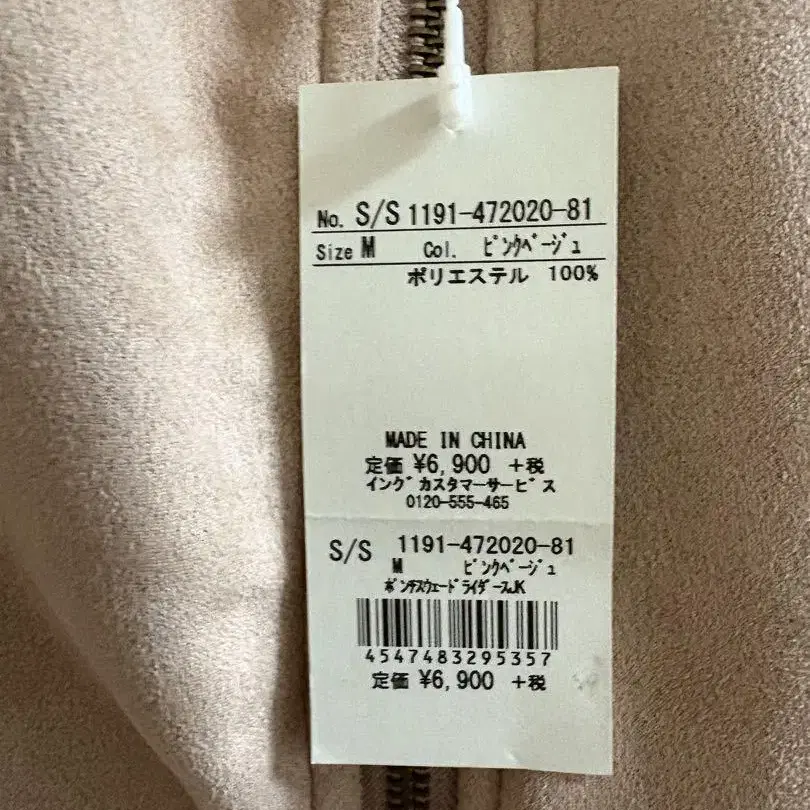 No. S/S 1191-472020-81
Size M Col. ﾋﾟﾝｸﾍﾞｰｼﾞｭ
ポリエステル 100%
MADE IN CHINA
定価 ¥6,900 +税
イングカスタマーサービス
0120-555-465
S/S 1191-472020-81
M ﾋﾟﾝｸﾍﾞｰｼﾞｭ
ﾎﾞﾝﾁｽｳｪｰﾄﾞﾗｲﾀﾞｰｽJK
4547483295357
定価 ¥6,900 +税